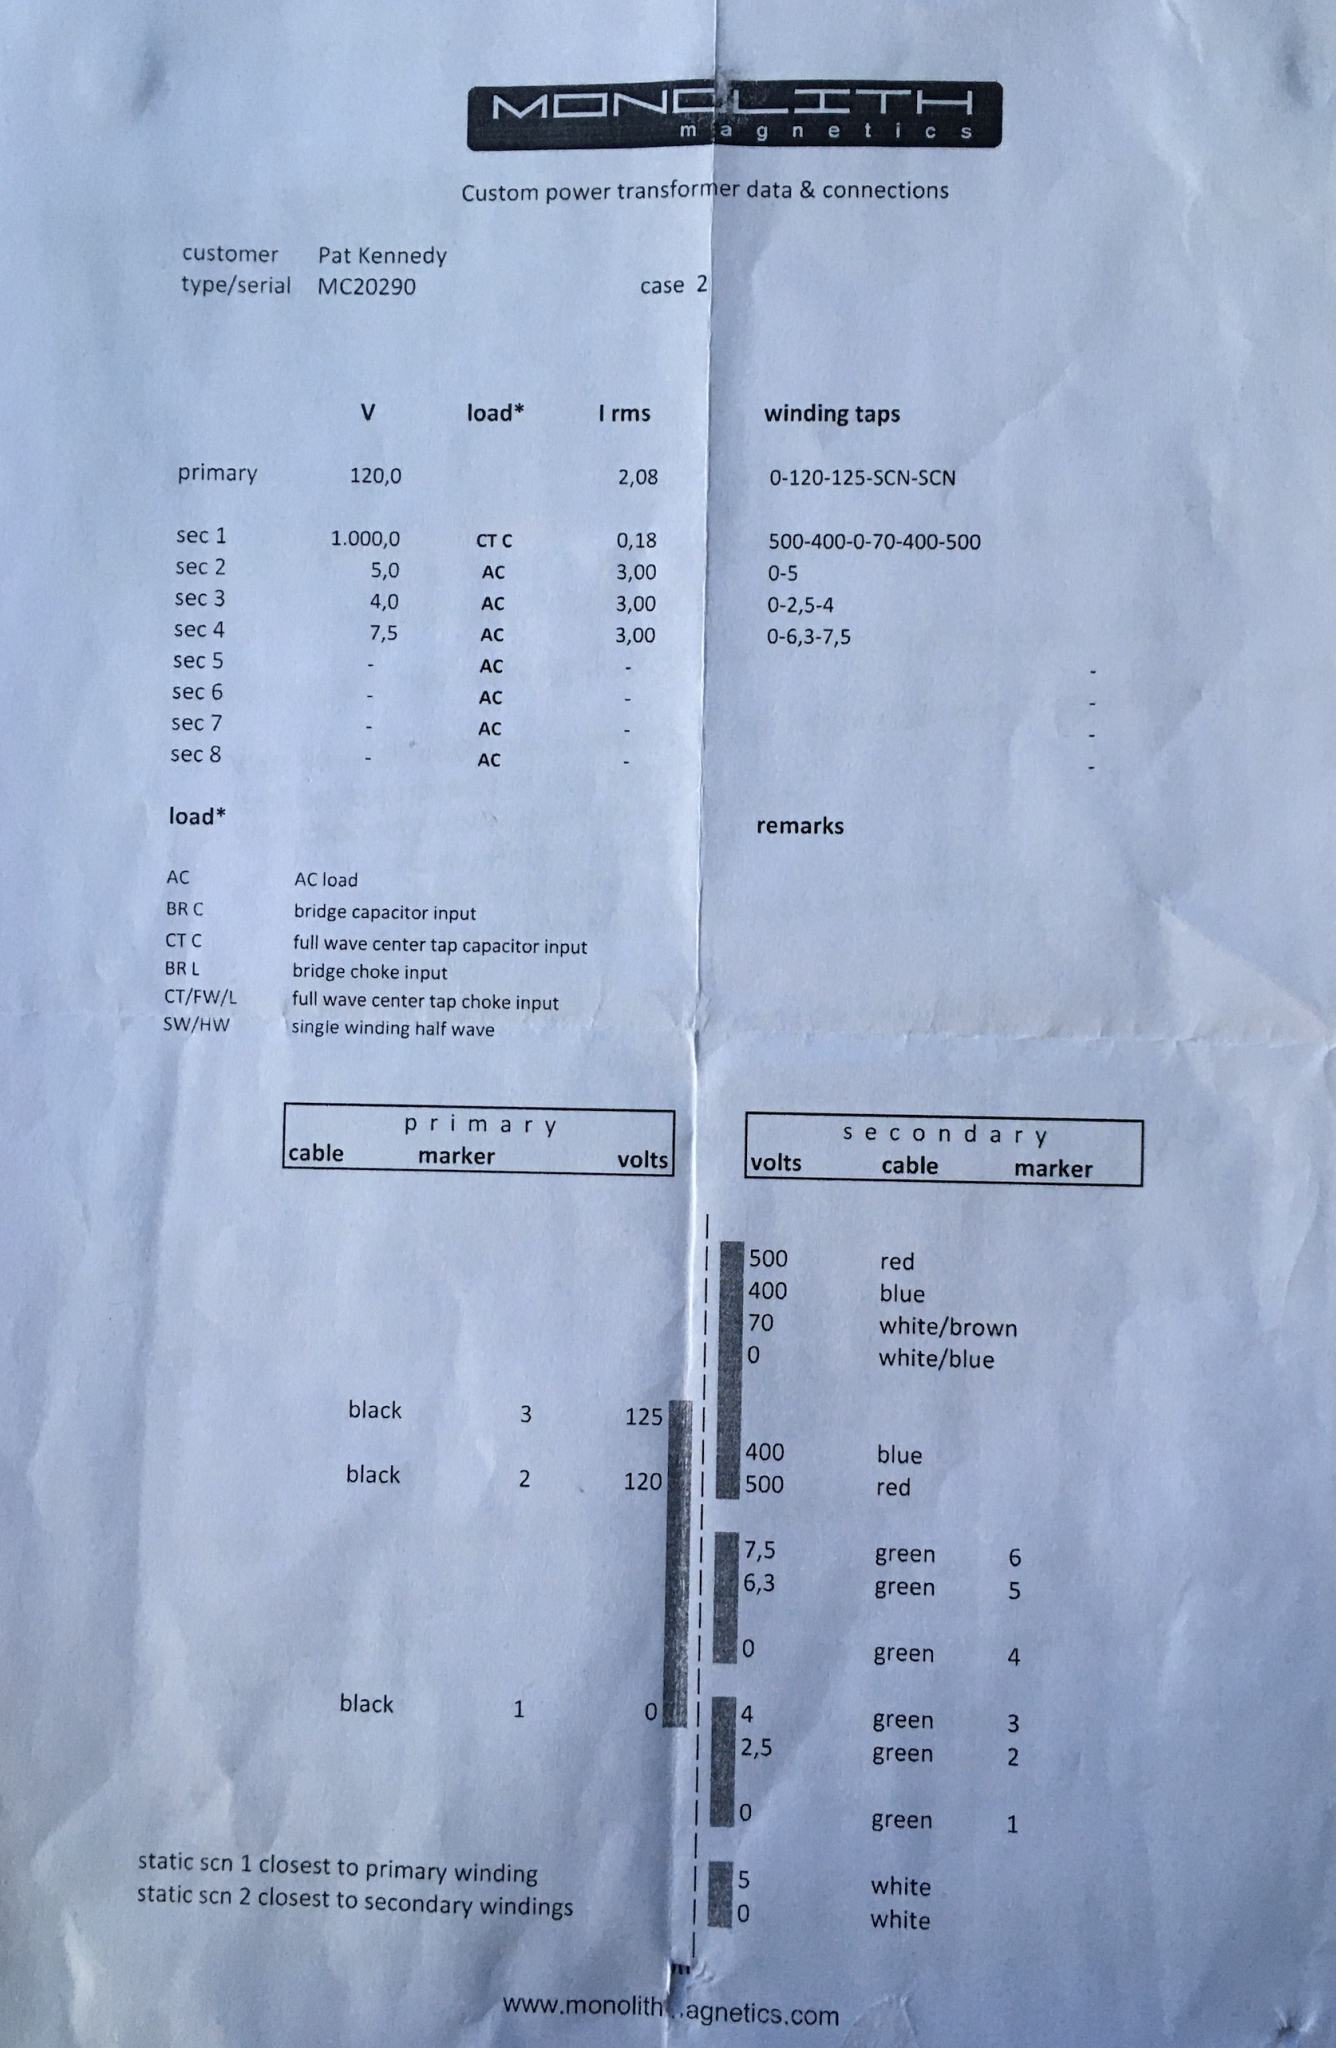 MONOLITH
magnetics
Custom power transformer data & connections
customer Pat Kennedy
type/serial MC20290 case 2
V load* I rms winding taps
primary 120,0 2,08 0-120-125-SCN-SCN
sec 1 1.000,0 CT C 0,18 500-400-0-70-400-500
sec 2 5,0 AC 3,00 0-5
sec 3 4,0 AC 3,00 0-2,5-4
sec 4 7,5 AC 3,00 0-6,3-7,5
sec 5 - AC - -
sec 6 - AC - -
sec 7 - AC - -
sec 8 - AC - -
load* remarks
AC AC load
BR C bridge capacitor input
CT C full wave center tap capacitor input
BR L bridge choke input
CT/FW/L full wave center tap choke input
SW/HW single winding half wave
primary secondary
cable marker volts volts cable marker
500 red
400 blue
70 white/brown
0 white/blue
black 3 125
400 blue
black 2 120 500 red
7,5 green 6
6,3 green 5
0 green 4
black 1 0 4 green 3
2,5 green 2
0 green 1
static scn 1 closest to primary winding 5 white
static scn 2 closest to secondary windings 0 white
www.monolithmagnetics.com